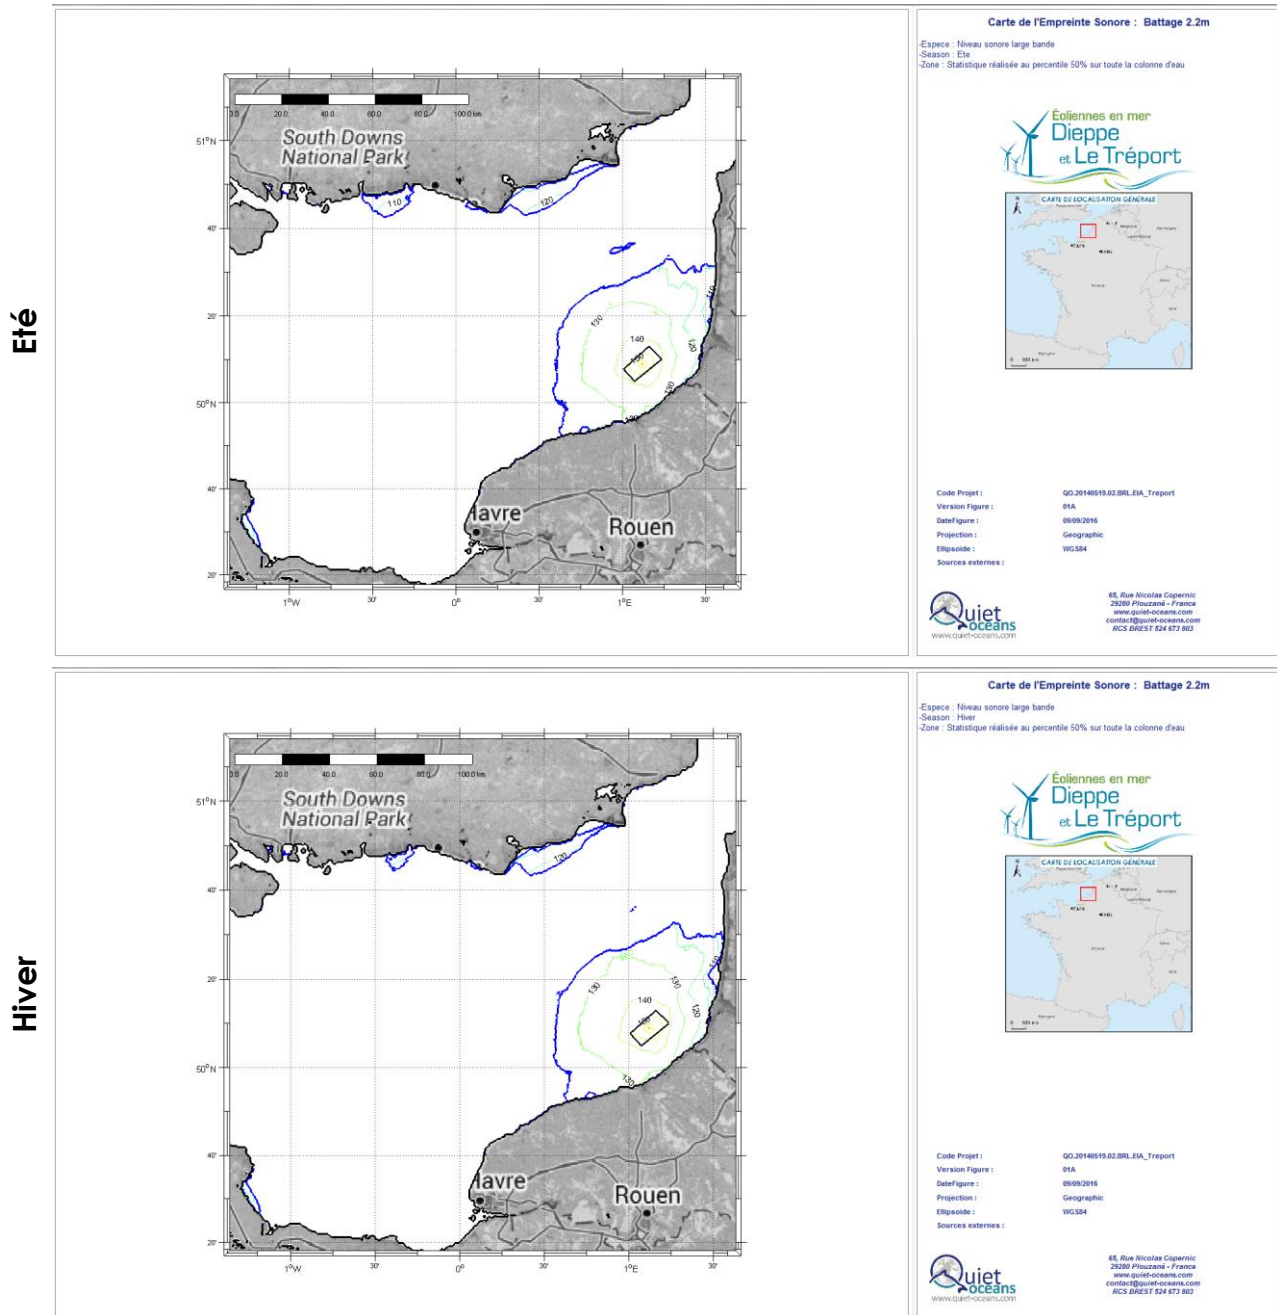 Eté
Carte de l'Empreinte Sonore : Battage 2.2m
-Espece : Niveau sonore large bande
-Season : Ete
-Zone : Statistique réalisée au percentile 50% sur toute la colonne d'eau
0.0 20.0 40.0 60.0 80.0 100.0 km
South Downs
National Park
51°N
40'
20'
50°N
40'
20'
1°W 30' 0° 30' 1°E 30'
110
120
130
140
110
120
130
Havre
Rouen
Éoliennes en mer
Dieppe
et Le Tréport
CARTE DE LOCALISATION GÉNÉRALE
Code Projet : QO.20140519.02.BRL.EIA_Treport
Version Figure : 01A
DateFigure : 09/09/2016
Projection : Geographic
Ellipsoide : WGS84
Sources externes :
Quiet
oceans
www.quiet-oceans.com
65, Rue Nicolas Copernic
29280 Plouzané - France
www.quiet-oceans.com
contact@quiet-oceans.com
RCS BREST 524 673 803
Hiver
Carte de l'Empreinte Sonore : Battage 2.2m
-Espece : Niveau sonore large bande
-Season : Hiver
-Zone : Statistique réalisée au percentile 50% sur toute la colonne d'eau
0.0 20.0 40.0 60.0 80.0 100.0 km
South Downs
National Park
51°N
40'
20'
50°N
40'
20'
1°W 30' 0° 30' 1°E 30'
120
130
130
140
120
130
Havre
Rouen
Éoliennes en mer
Dieppe
et Le Tréport
CARTE DE LOCALISATION GÉNÉRALE
Code Projet : QO.20140519.02.BRL.EIA_Treport
Version Figure : 01A
DateFigure : 09/09/2016
Projection : Geographic
Ellipsoide : WGS84
Sources externes :
Quiet
oceans
www.quiet-oceans.com
65, Rue Nicolas Copernic
29280 Plouzané - France
www.quiet-oceans.com
contact@quiet-oceans.com
RCS BREST 524 673 803